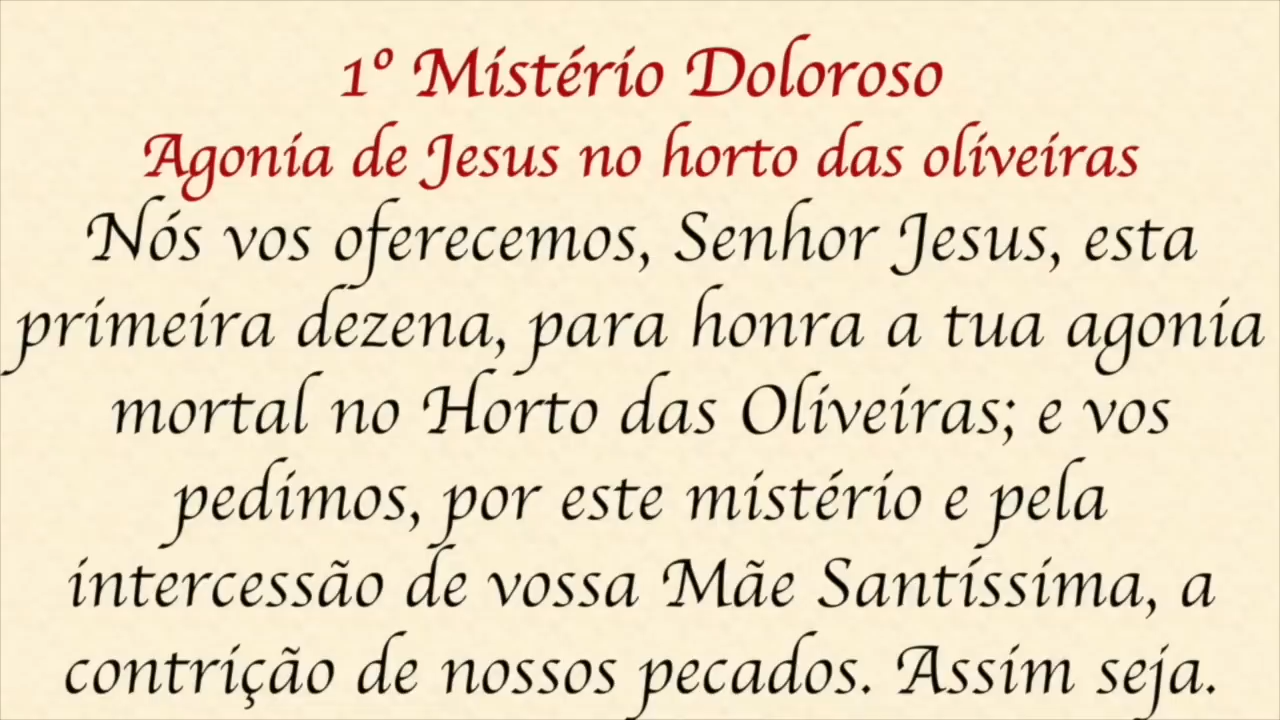 1º Mistério Doloroso
Agonia de Jesus no horto das oliveiras
Nós vos oferecemos, Senhor Jesus, esta
primeira dezena, para honra a tua agonia
mortal no Horto das Oliveiras; e vos
pedimos, por este mistério e pela
intercessão de vossa Mãe Santíssima, a
contrição de nossos pecados. Assim seja.